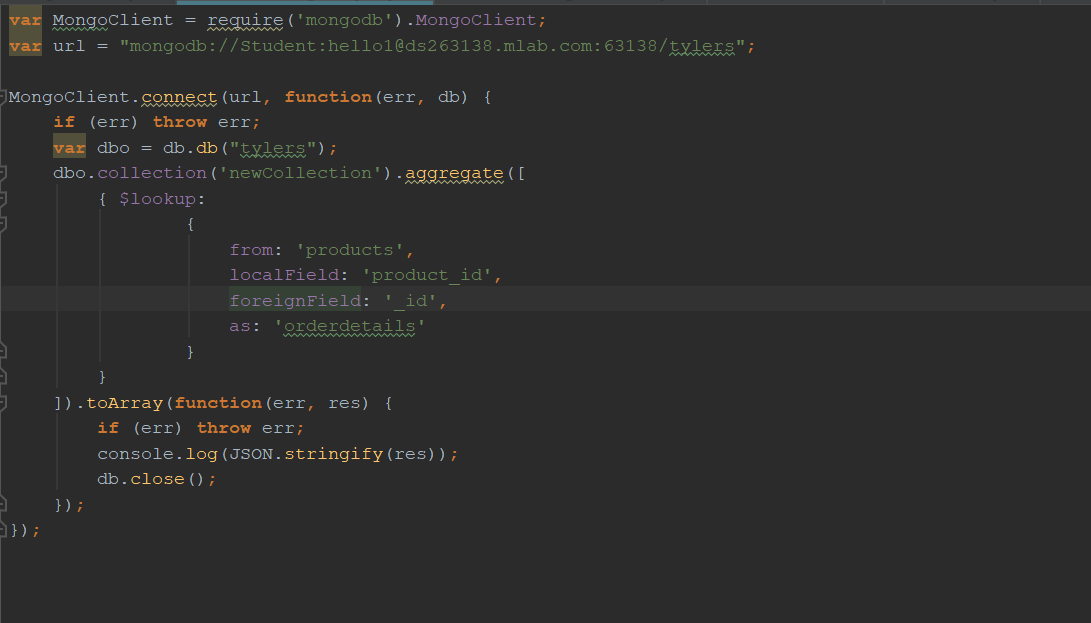 var MongoClient = require('mongodb').MongoClient;
var url = "mongodb://Student:hello1@ds263138.mlab.com:63138/tylers";
MongoClient.connect(url, function(err, db) {
if (err) throw err;
var dbo = db.db("tylers");
dbo.collection('newCollection').aggregate([
{ $lookup:
{
from: 'products',
localField: 'product_id',
foreignField: '_id',
as: 'orderdetails'
}
}
]).toArray(function(err, res) {
if (err) throw err;
console.log(JSON.stringify(res));
db.close();
});
});